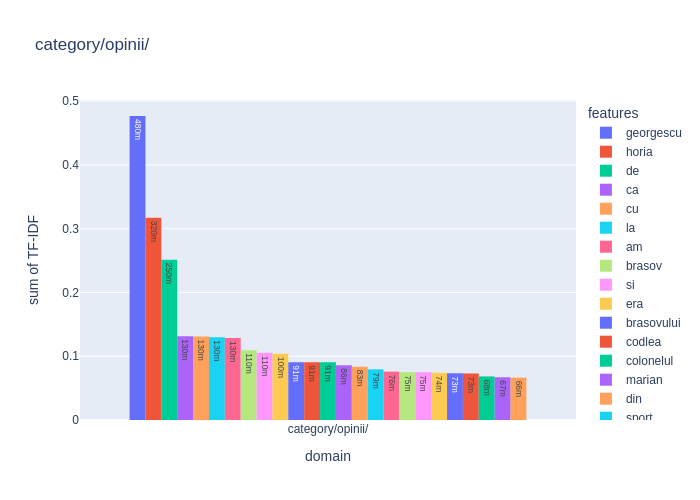 category/opinii/
0.5
0.4
0.3
0.2
0.1
0
sum of TF-IDF
480m
320m
250m
130m
130m
130m
130m
110m
110m
100m
91m
91m
91m
86m
83m
79m
76m
75m
75m
74m
73m
73m
68m
67m
66m
category/opinii/
domain
features
georgescu
horia
de
ca
cu
la
am
brasov
si
era
brasovului
codlea
colonelul
marian
din
sport